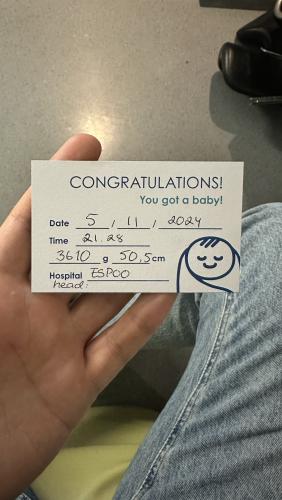 CONGRATULATIONS!
You got a baby!
Date 5 / 11 / 2024
Time 21.28
3610 g 50,5 cm
Hospital ESPOO
head: